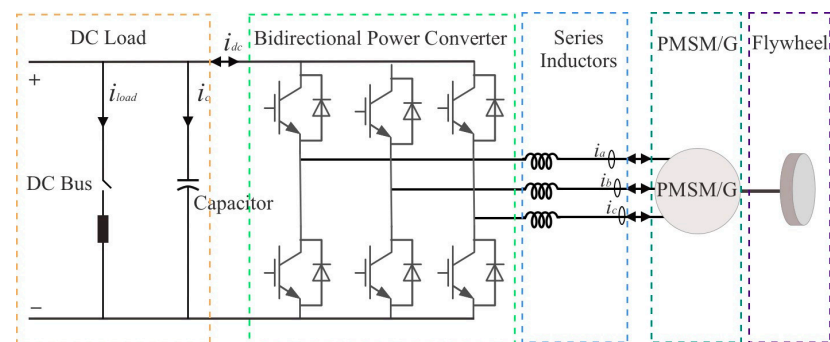 DC Load
Bidirectional Power Converter
Series
Inductors
PMSM/G
Flywheel
i_dc
+
i_load
i_c
DC Bus
Capacitor
i_a
i_b
i_c
PMSM/G
−